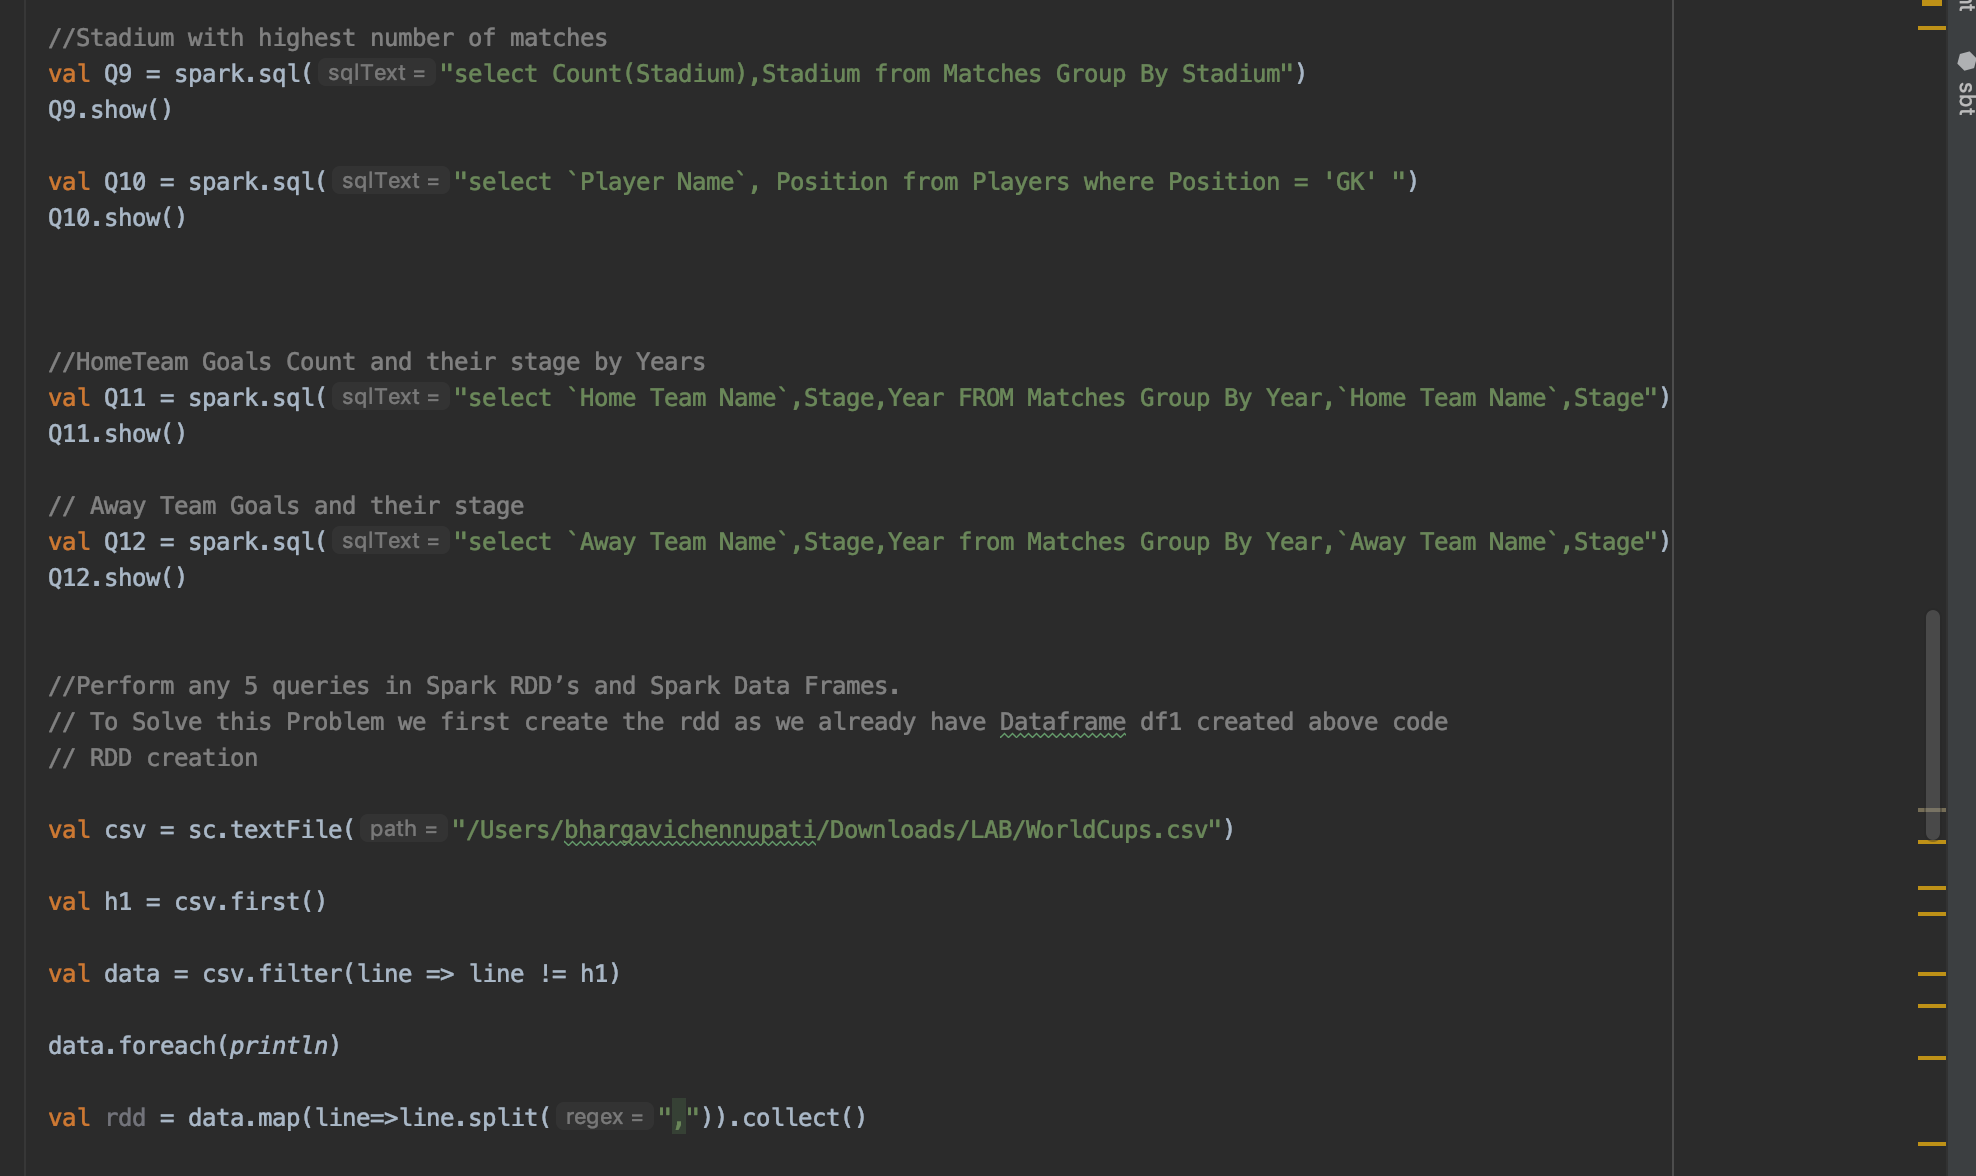 //Stadium with highest number of matches
val Q9 = spark.sql( sqlText = "select Count(Stadium),Stadium from Matches Group By Stadium")
Q9.show()
val Q10 = spark.sql( sqlText = "select `Player Name`, Position from Players where Position = 'GK' ")
Q10.show()
//HomeTeam Goals Count and their stage by Years
val Q11 = spark.sql( sqlText = "select `Home Team Name`,Stage,Year FROM Matches Group By Year,`Home Team Name`,Stage")
Q11.show()
// Away Team Goals and their stage
val Q12 = spark.sql( sqlText = "select `Away Team Name`,Stage,Year from Matches Group By Year,`Away Team Name`,Stage")
Q12.show()
//Perform any 5 queries in Spark RDD’s and Spark Data Frames.
// To Solve this Problem we first create the rdd as we already have Dataframe df1 created above code
// RDD creation
val csv = sc.textFile( path = "/Users/bhargavichennupati/Downloads/LAB/WorldCups.csv")
val h1 = csv.first()
val data = csv.filter(line => line != h1)
data.foreach(println)
val rdd = data.map(line=>line.split( regex = ",")).collect()
sbt